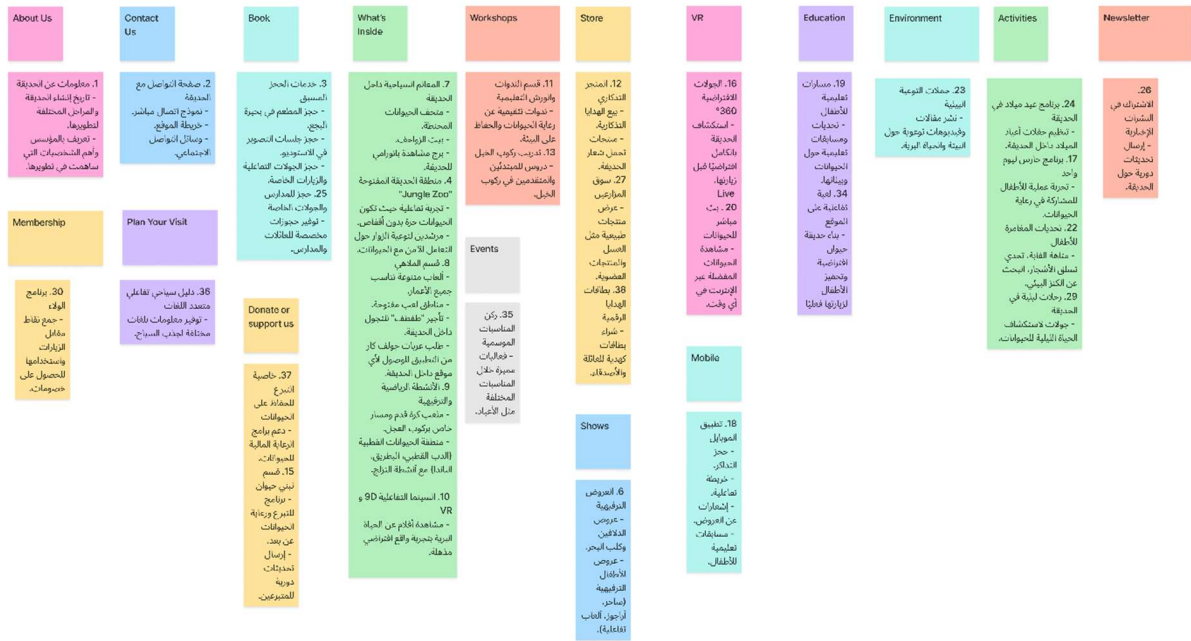 About Us
1. معلومات عن الحديقة
- تاريخ إنشاء الحديقة
والمراحل المختلفة
لتطويرها.
- تعريف بالمؤسس
وأهم الشخصيات التي
ساهمت في تطويرها.
Contact
Us
2. صفحة التواصل مع
الحديقة
- نموذج اتصال مباشر.
- خريطة الموقع.
- وسائل التواصل
الاجتماعي.
Book
3. خدمات الحجز
المسبق
- حجز المطعم في بحيرة
البجع.
- حجز جلسات التصوير
في الاستوديو.
- حجز الجولات التفاعلية
والزيارات الخاصة.
25. حجز للمدارس
والجولات الخاصة
- توفير حجوزات
مخصصة للعائلات
والمدارس.
What's
Inside
7. المعالم السياحية داخل
الحديقة
- متحف الحيوانات
المحنطة.
- بيت الزواحف.
- برج مشاهدة بانورامي
للحديقة.
4. منطقة الحديقة المفتوحة
"Jungle Zoo"
- تجربة تفاعلية حيث تكون
الحيوانات حرة بدون أقفاص.
- مرشدين لتوعية الزوار حول
التعامل الآمن مع الحيوانات.
8. قسم الملاهي
- ألعاب متنوعة تناسب
جميع الأعمار.
- مناطق لعب مفتوحة.
- تأجير "طفطف" للتجول
داخل الحديقة.
- طلب عربات جولف كار
من التطبيق للوصول لأي
موقع داخل الحديقة.
9. الأنشطة الرياضية
والترفيهية
- ملعب كرة قدم ومسار
خاص بركوب العجل.
- منطقة الحيوانات القطبية
(الدب القطبي، البطريق،
الباندا) مع أنشطة التزلج.
10. السينما التفاعلية 9D و
VR
- مشاهدة أفلام عن الحياة
البرية بتجربة واقع افتراضي
مذهلة.
Workshops
11. قسم الندوات
والورش التعليمية
- ندوات تثقيفية عن
رعاية الحيوانات والحفاظ
على البيئة.
13. تدريب ركوب الخيل
- دروس للمبتدئين
والمتقدمين في ركوب
الخيل.
Store
12. المتجر
التذكاري
- بيع الهدايا
التذكارية.
- منتجات
تحمل شعار
الحديقة.
27. سوق
المزارعين
- عرض
منتجات
طبيعية مثل
العسل
والمنتجات
العضوية.
38. بطاقات
الهدايا
الرقمية
- شراء
بطاقات
كهدية للعائلة
والأصدقاء.
VR
16. الجولات
الافتراضية
360°
- استكشاف
الحديقة
بالكامل
افتراضيًا قبل
زيارتها.
Live
20. بث
مباشر
للحيوانات
- مشاهدة
الحيوانات
المفضلة عبر
الإنترنت في
أي وقت.
Education
19. مسارات
تعليمية
للأطفال
- تحديات
ومسابقات
تعليمية حول
الحيوانات
وبيئاتها.
34. لعبة
تفاعلية على
الموقع
- بناء حديقة
حيوان
افتراضية
وتحفيز
الأطفال
لزيارتها فعليًا
Environment
23. حملات التوعية
البيئية
- نشر مقالات
وفيديوهات توعوية حول
البيئة والحياة البرية.
Activities
24. برنامج عيد ميلاد في
الحديقة
- تنظيم حفلات أعياد
الميلاد داخل الحديقة.
17. برنامج حارس ليوم
واحد
- تجربة عملية للأطفال
للمشاركة في رعاية
الحيوانات.
22. تحديات المغامرة
للأطفال
- متاهة الغابة، تحدي
تسلق الأشجار، البحث
عن الكنز البيئي.
29. رحلات ليلية في
الحديقة
- جولات لاستكشاف
الحياة الليلية للحيوانات.
Newsletter
26.
الاشتراك في
النشرات
الإخبارية
- إرسال
تحديثات
دورية حول
الحديقة.
Membership
30. برنامج
الولاء
- جمع نقاط
مقابل
الزيارات
واستخدامها
للحصول على
خصومات.
Plan Your Visit
36. دليل سياحي تفاعلي
متعدد اللغات
- توفير معلومات بلغات
مختلفة لجذب السياح.
Donate or
support us
37. خاصية
التبرع
للحفاظ على
الحيوانات
- دعم برامج
الرعاية المالية
للحيوانات.
15. قسم
تبني حيوان
- برنامج
للتبرع ورعاية
الحيوانات
عن بعد.
- إرسال
تحديثات
دورية
للمتبرعين.
Events
35. ركن
المناسبات
الموسمية
- فعاليات
مميزة خلال
المناسبات
المختلفة
مثل الأعياد.
Shows
6. العروض
الترفيهية
- عروض
الدلافين
وكلب البحر.
- عروض
الأطفال
الترفيهية
(ساحر،
أراجوز، ألعاب
تفاعلية).
Mobile
18. تطبيق
الموبايل
- حجز
التذاكر.
- خريطة
تفاعلية.
- إشعارات
عن العروض.
- مسابقات
تعليمية
للأطفال.